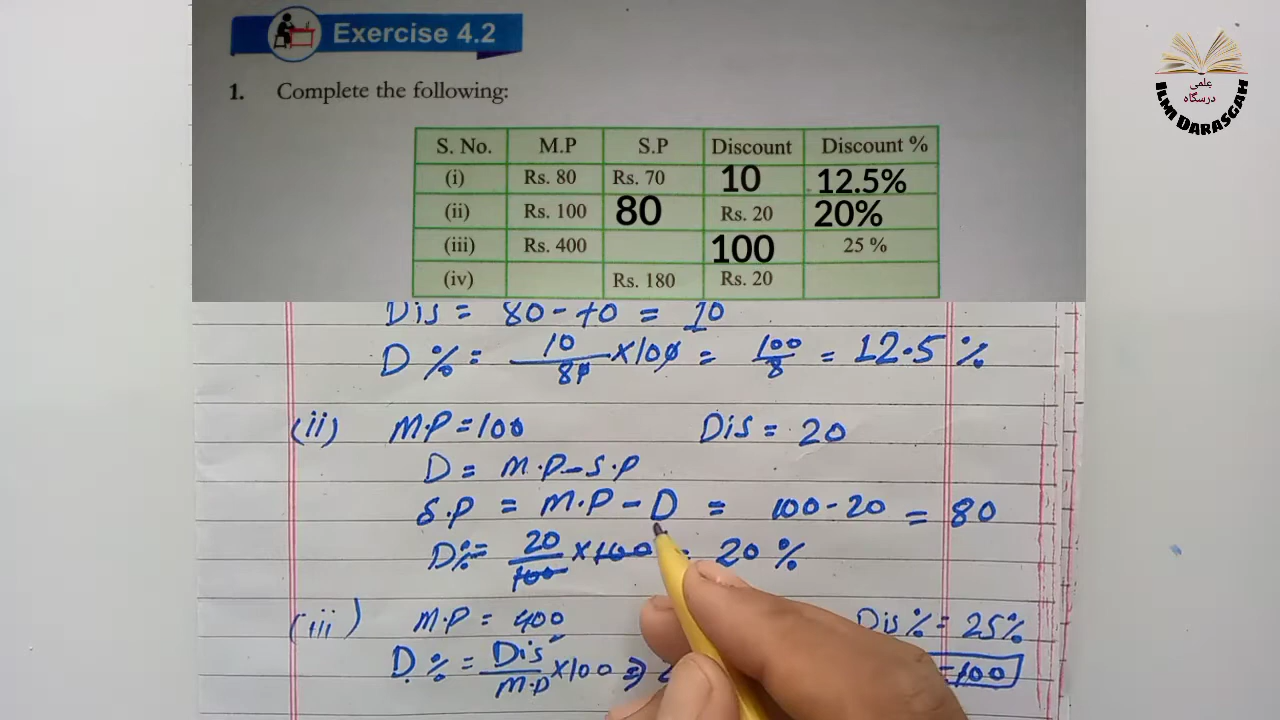 Exercise 4.2
علمی
درسگاہ
ILM DARASGAH
1. Complete the following:
S. No. M.P S.P Discount Discount %
(i) Rs. 80 Rs. 70 10 12.5%
(ii) Rs. 100 80 Rs. 20 20%
(iii) Rs. 400 100 25 %
(iv) Rs. 180 Rs. 20
Dis = 80 - 70 = 10
D % = 10/80 × 100 = 100/8 = 12.5 %
(ii) M.P = 100 Dis = 20
D = M.P - S.P
S.P = M.P - D = 100 - 20 = 80
D% = 20/100 × 100 = 20 %
(iii) M.P = 400 Dis % = 25%
D % = Dis/M.P × 100 ⇒ = 100